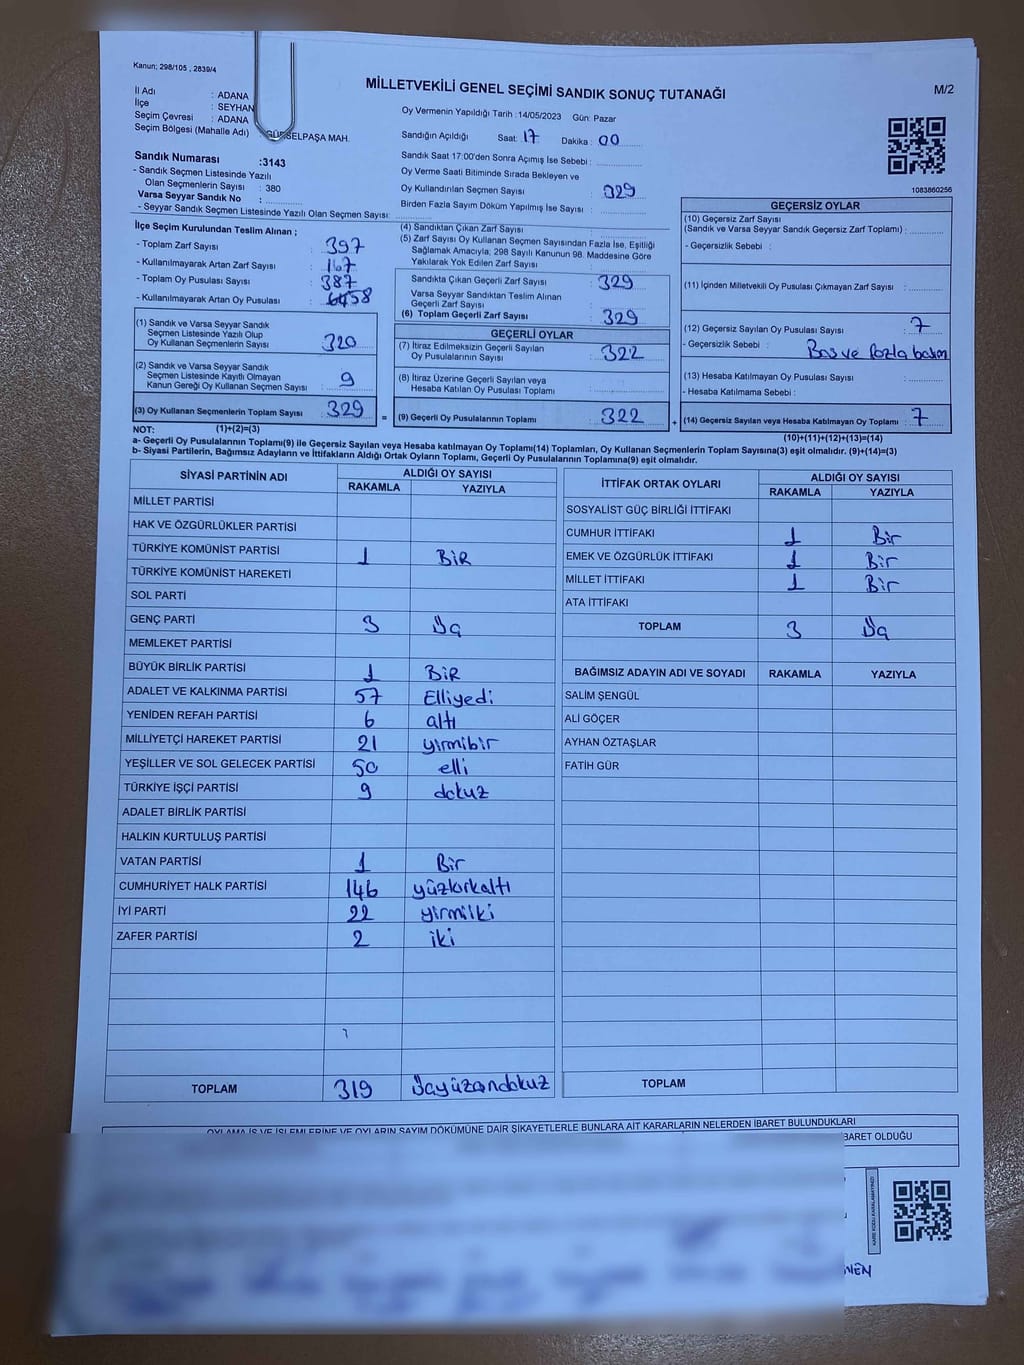 Kanun; 298/105 , 2839/4
MİLLETVEKİLİ GENEL SEÇİMİ SANDIK SONUÇ TUTANAĞI
M/2
İl Adı : ADANA
İlçe : SEYHAN
Seçim Çevresi : ADANA
Seçim Bölgesi (Mahalle Adı) : GÜRSELPAŞA MAH.
Sandık Numarası :3143
- Sandık Seçmen Listesinde Yazılı
Olan Seçmenlerin Sayısı : 380
Varsa Seyyar Sandık No :
- Seyyar Sandık Seçmen Listesinde Yazılı Olan Seçmen Sayısı:
Oy Vermenin Yapıldığı Tarih :14/05/2023 Gün: Pazar
Sandığın Açıldığı Saat: 17 Dakika : 00
Sandık Saat 17:00'den Sonra Açımış İse Sebebi :
Oy Verme Saati Bitiminde Sırada Bekleyen ve
Oy Kullandırılan Seçmen Sayısı : 329
Birden Fazla Sayım Döküm Yapılmış İse Sayısı :
1083860256
İlçe Seçim Kurulundan Teslim Alınan ;
- Toplam Zarf Sayısı : 397
- Kullanılmayarak Artan Zarf Sayısı : 167
- Toplam Oy Pusulası Sayısı : 387
- Kullanılmayarak Artan Oy Pusulası : 58
(4) Sandıktan Çıkan Zarf Sayısı :
(5) Zarf Sayısı Oy Kullanan Seçmen Sayısından Fazla İse, Eşitliği
Sağlamak Amacıyla; 298 Sayılı Kanunun 98. Maddesine Göre
Yakılarak Yok Edilen Zarf Sayısı :
Sandıkta Çıkan Geçerli Zarf Sayısı : 329
Varsa Seyyar Sandıktan Teslim Alınan
Geçerli Zarf Sayısı :
(6) Toplam Geçerli Zarf Sayısı : 329
GEÇERSİZ OYLAR
(10) Geçersiz Zarf Sayısı
(Sandık ve Varsa Seyyar Sandık Geçersiz Zarf Toplamı) :
- Geçersizlik Sebebi :
(11) İçinden Milletvekili Oy Pusulası Çıkmayan Zarf Sayısı :
(12) Geçersiz Sayılan Oy Pusulası Sayısı : 7
- Geçersizlik Sebebi : Bos ve fazla basım
(13) Hesaba Katılmayan Oy Pusulası Sayısı :
- Hesaba Katılmama Sebebi :
(14) Geçersiz Sayılan veya Hesaba Katılmayan Oy Toplamı : 7
(10)+(11)+(12)+(13)=(14)
(1) Sandık ve Varsa Seyyar Sandık
Seçmen Listesinde Yazılı Olup
Oy Kullanan Seçmenlerin Sayısı : 320
(2) Sandık ve Varsa Seyyar Sandık
Seçmen Listesinde Kayıtlı Olmayan
Kanun Gereği Oy Kullanan Seçmen Sayısı : 9
(3) Oy Kullanan Seçmenlerin Toplam Sayısı : 329
(1)+(2)=(3)
GEÇERLİ OYLAR
(7) İtiraz Edilmeksizin Geçerli Sayılan
Oy Pusulalarının Sayısı : 322
(8) İtiraz Üzerine Geçerli Sayılan veya
Hesaba Katılan Oy Pusulası Toplamı :
= (9) Geçerli Oy Pusulalarının Toplamı : 322 +
NOT:
a- Geçerli Oy Pusulalarının Toplamı(9) ile Geçersiz Sayılan veya Hesaba katılmayan Oy Toplamı(14) Toplamları, Oy Kullanan Seçmenlerin Toplam Sayısına(3) eşit olmalıdır. (9)+(14)=(3)
b- Siyasi Partilerin, Bağımsız Adayların ve İttifakların Aldığı Ortak Oyların Toplamı, Geçerli Oy Pusulalarının Toplamına(9) eşit olmalıdır.
SİYASİ PARTİNİN ADI ALDIĞI OY SAYISI
RAKAMLA YAZIYLA
MİLLET PARTİSİ
HAK VE ÖZGÜRLÜKLER PARTİSİ
TÜRKİYE KOMÜNİST PARTİSİ 1 BİR
TÜRKİYE KOMÜNİST HAREKETİ
SOL PARTİ
GENÇ PARTİ 3 Üç
MEMLEKET PARTİSİ
BÜYÜK BİRLİK PARTİSİ 1 BİR
ADALET VE KALKINMA PARTİSİ 57 Elliyedi
YENİDEN REFAH PARTİSİ 6 altı
MİLLİYETÇİ HAREKET PARTİSİ 21 yirmibir
YEŞİLLER VE SOL GELECEK PARTİSİ 50 elli
TÜRKİYE İŞÇİ PARTİSİ 9 dokuz
ADALET BİRLİK PARTİSİ
HALKIN KURTULUŞ PARTİSİ
VATAN PARTİSİ 1 Bir
CUMHURİYET HALK PARTİSİ 146 yüzkırkaltı
İYİ PARTİ 22 yirmiiki
ZAFER PARTİSİ 2 iki
TOPLAM 319 Üçyüzondokuz
İTTİFAK ORTAK OYLARI ALDIĞI OY SAYISI
RAKAMLA YAZIYLA
SOSYALİST GÜÇ BİRLİĞİ İTTİFAKI
CUMHUR İTTİFAKI 1 Bir
EMEK VE ÖZGÜRLÜK İTTİFAKI 1 Bir
MİLLET İTTİFAKI 1 Bir
ATA İTTİFAKI
TOPLAM 3 Üç
BAĞIMSIZ ADAYIN ADI VE SOYADI RAKAMLA YAZIYLA
SALİM ŞENGÜL
ALİ GÖÇER
AYHAN ÖZTAŞLAR
FATİH GÜR
TOPLAM
OYLAMA İŞ VE İŞLEMLERİNE VE OYLARIN SAYIM DÖKÜMÜNE DAİR ŞİKAYETLERLE BUNLARA AİT KARARLARIN NELERDEN İBARET BULUNDUKLARI
İBARET OLDUĞU
KARE KODU KARALAMAYINIZ!